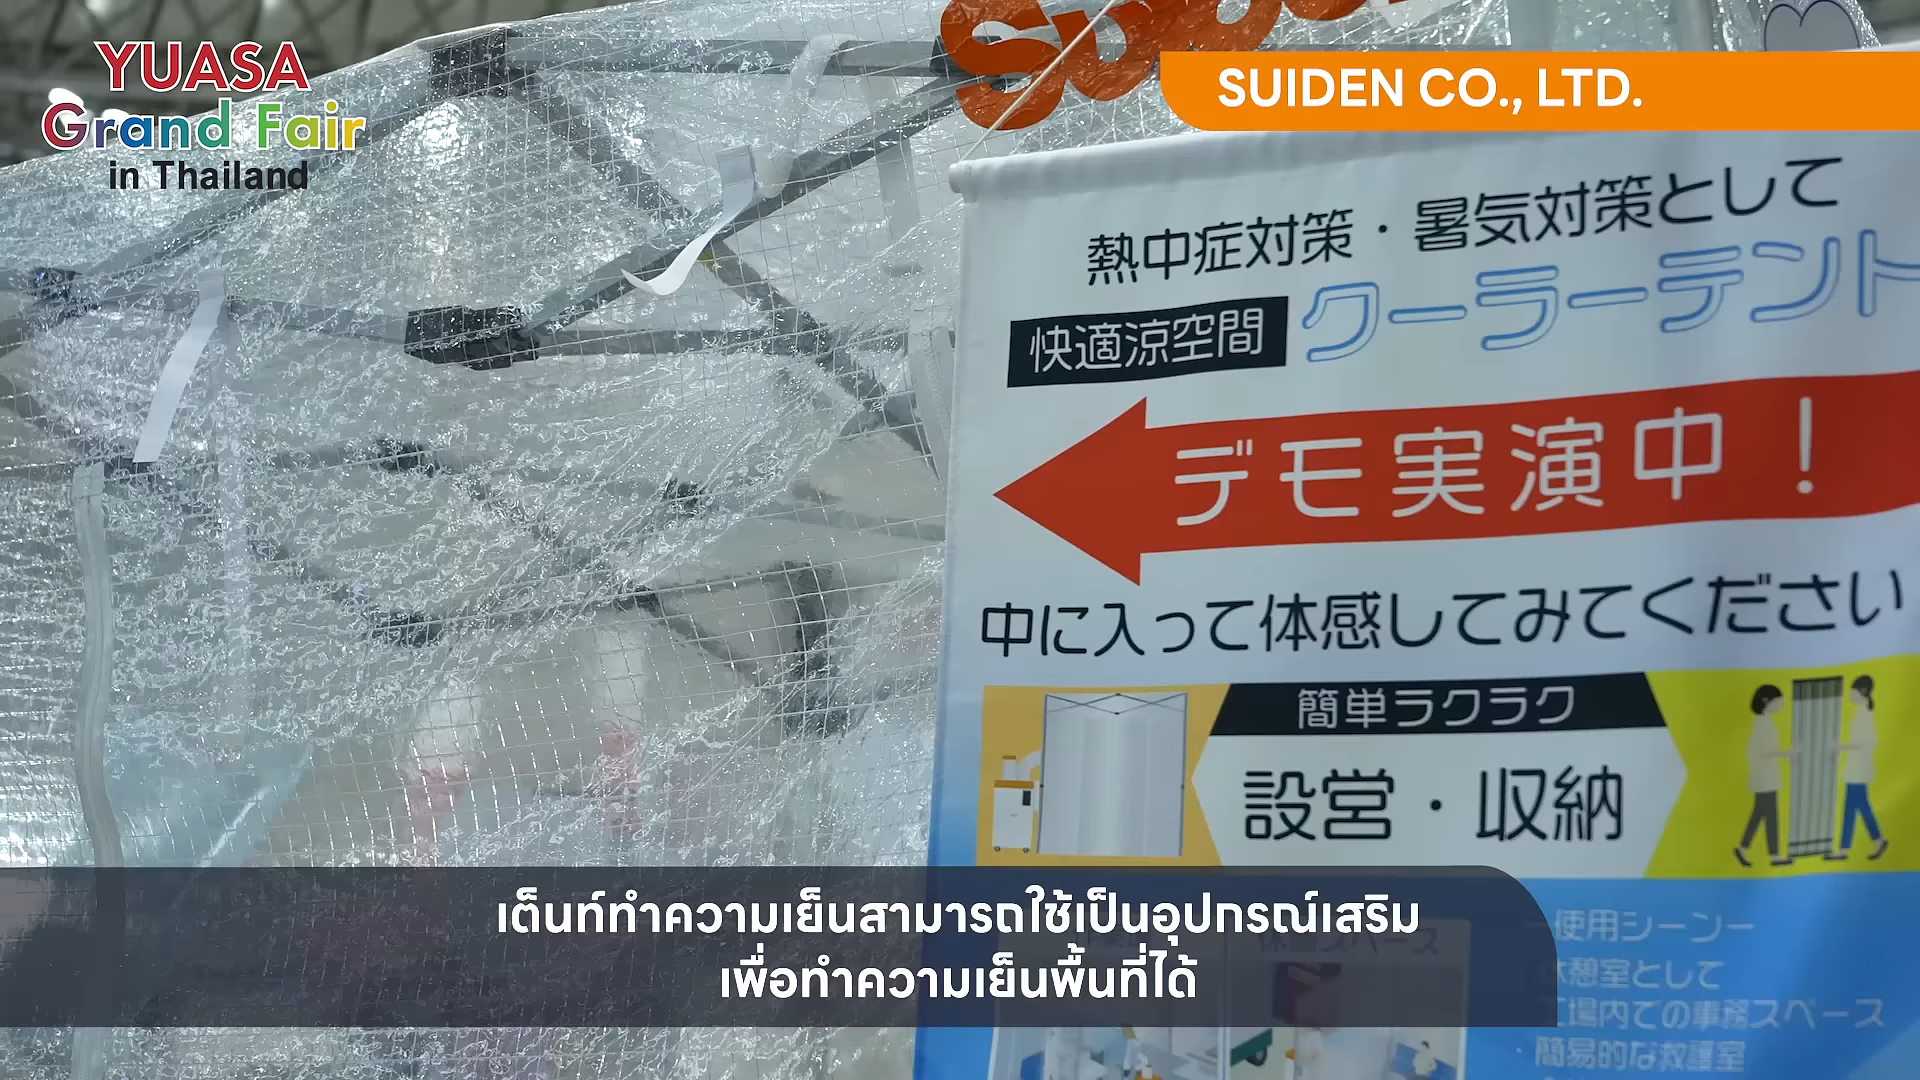 YUASA
Grand Fair
in Thailand
SUIDEN CO., LTD.
熱中症対策・暑気対策として
快適涼空間 クーラーテント
デモ実演中！
中に入って体感してみてください
簡単ラクラク
設営・収納
เต็นท์ทำความเย็นสามารถใช้เป็นอุปกรณ์เสริม
เพื่อทำความเย็นพื้นที่ได้
使用シーンー
休憩室として
工場内での事務スペース
・簡易的な救護室